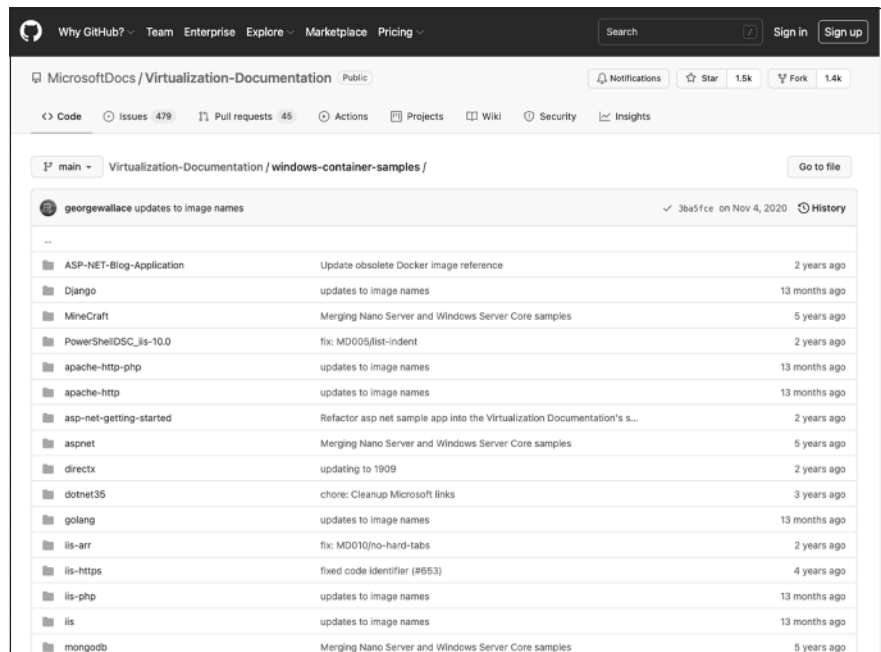 Why GitHub? Team Enterprise Explore Marketplace Pricing Search / Sign in Sign up
MicrosoftDocs / Virtualization-Documentation Public Notifications Star 1.5k Fork 1.4k
<> Code Issues 479 Pull requests 45 Actions Projects Wiki Security Insights
main Virtualization-Documentation / windows-container-samples / Go to file
georgewallace updates to image names 3ba5fce on Nov 4, 2020 History
..
ASP-NET-Blog-Application Update obsolete Docker image reference 2 years ago
Django updates to image names 13 months ago
MineCraft Merging Nano Server and Windows Server Core samples 5 years ago
PowerShellDSC_iis-10.0 fix: MD005/list-indent 2 years ago
apache-http-php updates to image names 13 months ago
apache-http updates to image names 13 months ago
asp-net-getting-started Refactor asp net sample app into the Virtualization Documentation's s... 2 years ago
aspnet Merging Nano Server and Windows Server Core samples 5 years ago
directx updating to 1909 2 years ago
dotnet35 chore: Cleanup Microsoft links 3 years ago
golang updates to image names 13 months ago
iis-arr fix: MD010/no-hard-tabs 2 years ago
iis-https fixed code identifier (#653) 4 years ago
iis-php updates to image names 13 months ago
iis updates to image names 13 months ago
mongodb Merging Nano Server and Windows Server Core samples 5 years ago